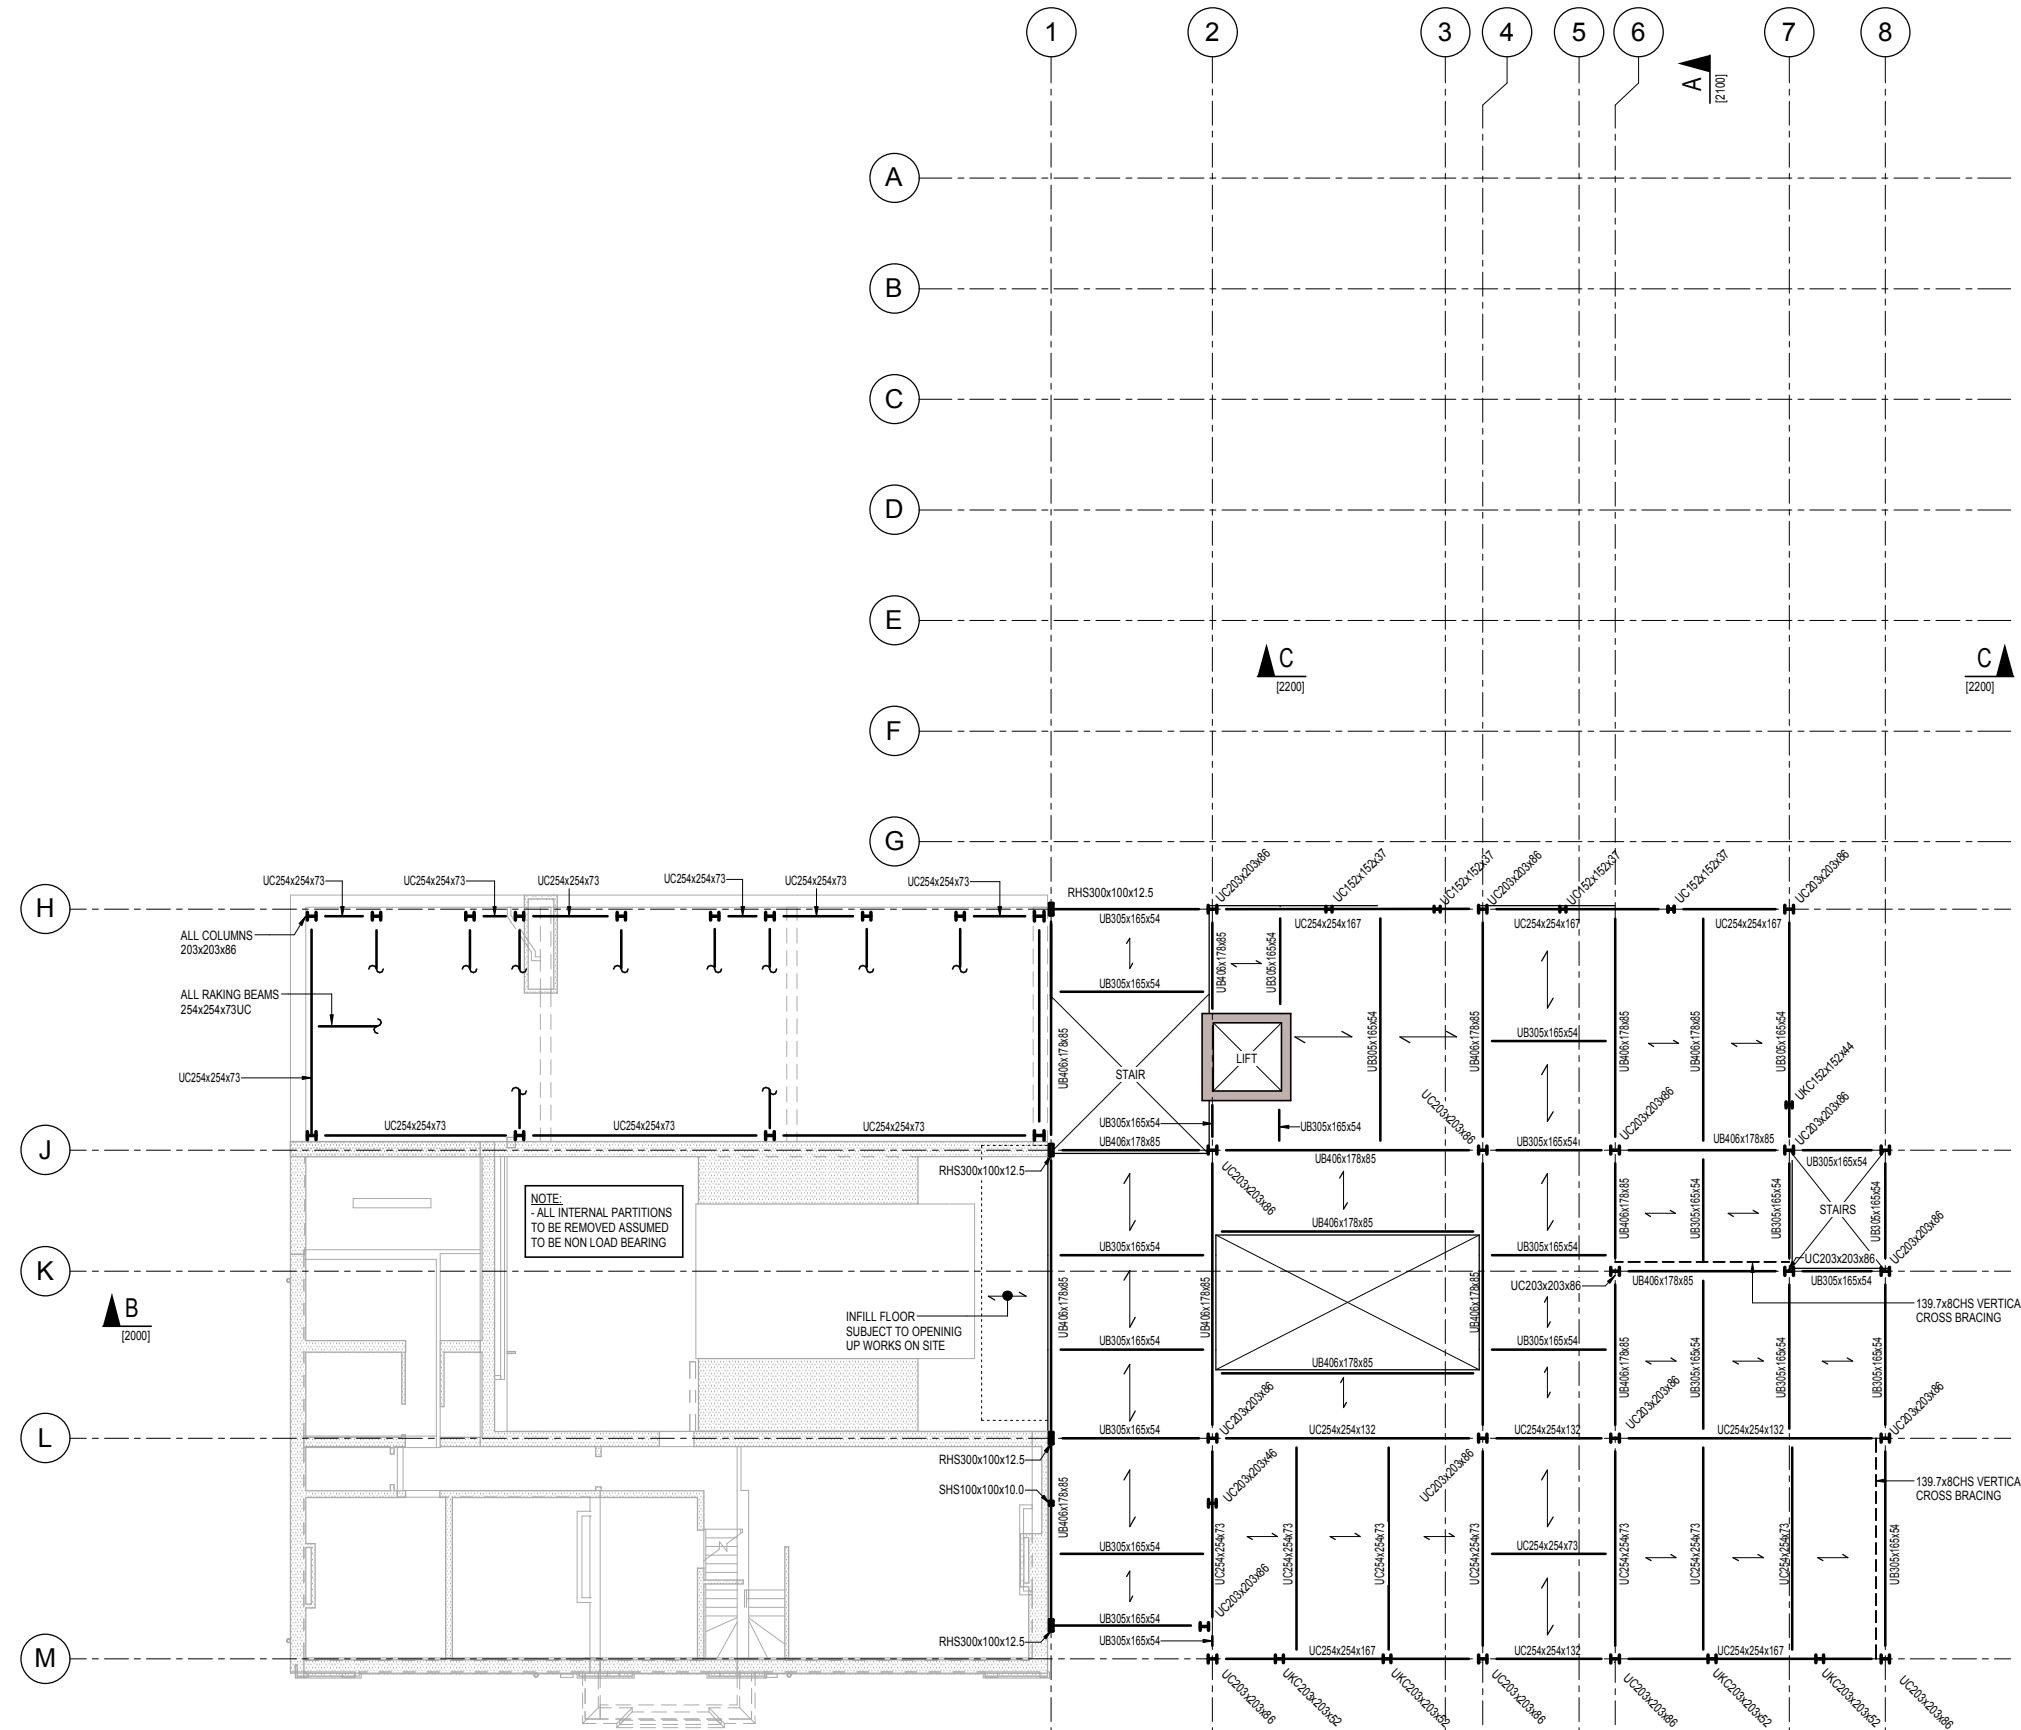 1
2
3
4
5
6
7
8
A
[2100]
A
B
C
D
E
C
[2200]
C
[2200]
F
G
H
UC254x254x73
UC254x254x73
UC254x254x73
UC254x254x73
UC254x254x73
UC254x254x73
RHS300x100x12.5
UC203x203x86
UC152x152x37
UC152x152x37
UC203x203x86
UC152x152x37
UC152x152x37
UC203x203x86
ALL COLUMNS
203x203x86
ALL RAKING BEAMS
254x254x73UC
UC254x254x73
UB305x165x54
UC254x254x167
UC254x254x167
UC254x254x167
UB406x178x85
UB305x165x54
UB305x165x54
UB406x178x85
STAIR
LIFT
UB305x165x54
UB406x178x85
UB305x165x54
UB406x178x85
UB406x178x85
UB305x165x54
UKC152x152x44
UC203x203x86
UC203x203x86
UC203x203x86
UC254x254x73
UC254x254x73
UC254x254x73
UB305x165x54
UB305x165x54
J
UB406x178x85
UB305x165x54
UB406x178x85
RHS300x100x12.5
UB406x178x85
UB305x165x54
UC203x203x86
NOTE:
- ALL INTERNAL PARTITIONS
TO BE REMOVED ASSUMED
TO BE NON LOAD BEARING
UB406x178x85
UB406x178x85
UB305x165x54
UB305x165x54
STAIRS
UB305x165x54
UC203x203x86
UB305x165x54
UB305x165x54
K
UC203x203x86
UC203x203x86
UB406x178x85
UB305x165x54
B
[2000]
INFILL FLOOR
SUBJECT TO OPENINIG
UP WORKS ON SITE
UB406x178x85
UB406x178x85
UB406x178x85
139.7x8CHS VERTICA
CROSS BRACING
UB305x165x54
UB305x165x54
UB406x178x85
UB406x178x85
UB305x165x54
UB305x165x54
UB305x165x54
UC203x203x86
UC203x203x86
UC203x203x86
L
UB305x165x54
UC254x254x132
UC254x254x132
UC254x254x132
RHS300x100x12.5
SHS100x100x10.0
UB406x178x85
UC203x203x46
UC203x203x86
139.7x8CHS VERTICA
CROSS BRACING
UB305x165x54
UC254x254x73
UC254x254x73
UC254x254x73
UC254x254x73
UC254x254x73
UC254x254x73
UC254x254x73
UC254x254x73
UB305x165x54
UC203x203x86
UB305x165x54
RHS300x100x12.5
UB305x165x54
M
UC254x254x167
UC254x254x132
UC254x254x167
UC203x203x86
UKC203x203x52
UKC203x203x52
UC203x203x86
UC203x203x86
UKC203x203x52
UKC203x203x52
UC203x203x86